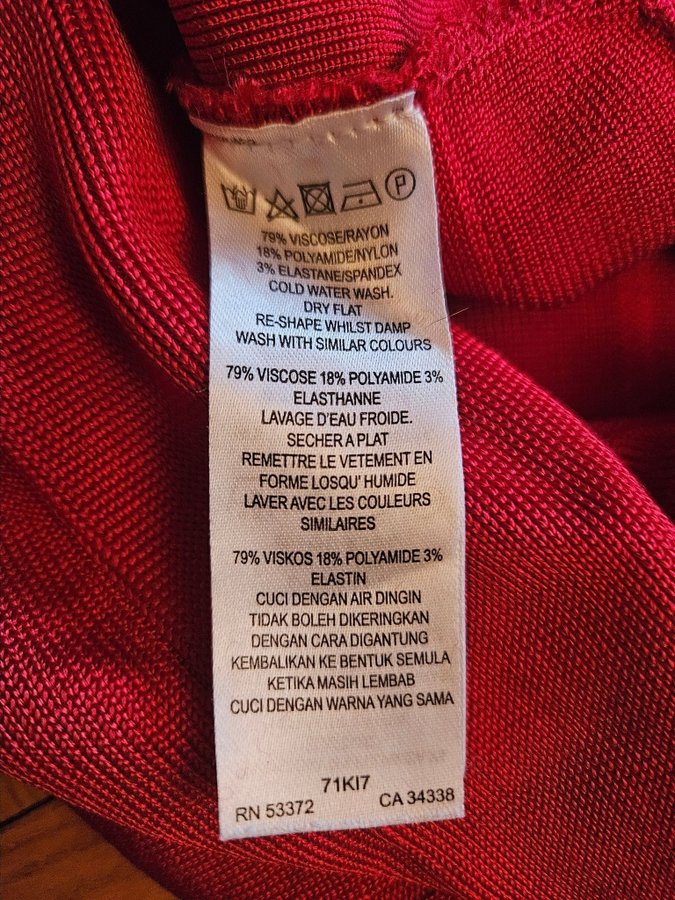 P
79% VISCOSE/RAYON
18% POLYAMIDE/NYLON
3% ELASTANE/SPANDEX
COLD WATER WASH.
DRY FLAT
RE-SHAPE WHILST DAMP
WASH WITH SIMILAR COLOURS
79% VISCOSE 18% POLYAMIDE 3%
ELASTHANNE
LAVAGE D'EAU FROIDE.
SECHER A PLAT
REMETTRE LE VETEMENT EN
FORME LOSQU' HUMIDE
LAVER AVEC LES COULEURS
SIMILAIRES
79% VISKOS 18% POLYAMIDE 3%
ELASTIN
CUCI DENGAN AIR DINGIN
TIDAK BOLEH DIKERINGKAN
DENGAN CARA DIGANTUNG
KEMBALIKAN KE BENTUK SEMULA
KETIKA MASIH LEMBAB
CUCI DENGAN WARNA YANG SAMA
71KI7
RN 53372 CA 34338